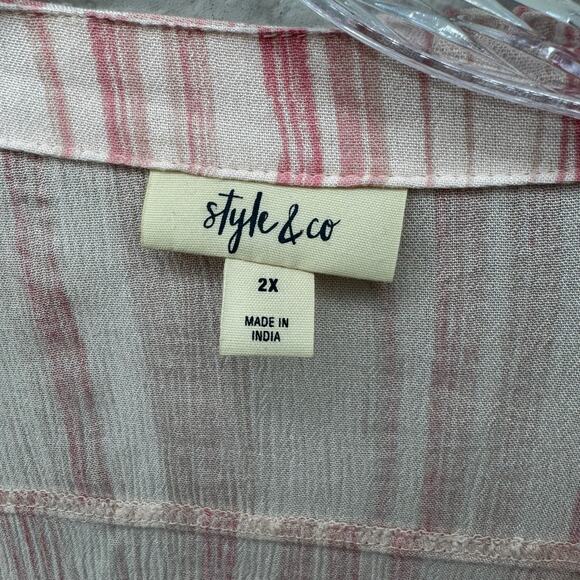 style & co
2X
MADE IN
INDIA